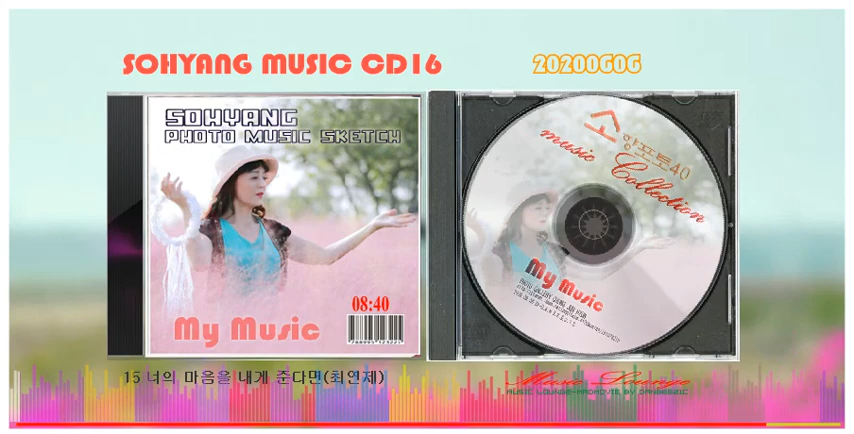 SOHYANG MUSIC CD16
20200606
SOHYANG
PHOTO MUSIC SKETCH
08:40
My Music
소향포토40
music Collection
My Music
15 너의 마음을 내게 준다면(최연제)
Music Lounge